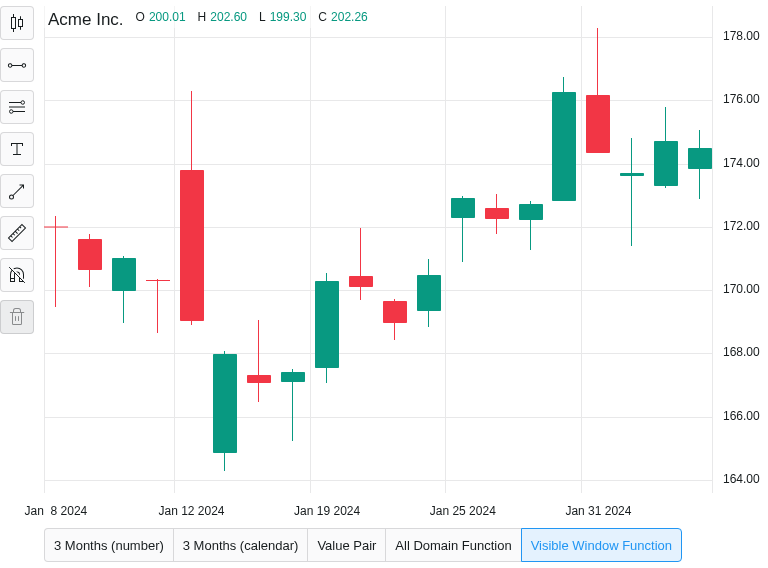 Acme Inc. O 200.01 H 202.60 L 199.30 C 202.26
178.00
176.00
174.00
172.00
170.00
168.00
166.00
164.00
Jan 8 2024 Jan 12 2024 Jan 19 2024 Jan 25 2024 Jan 31 2024
3 Months (number) 3 Months (calendar) Value Pair All Domain Function Visible Window Function